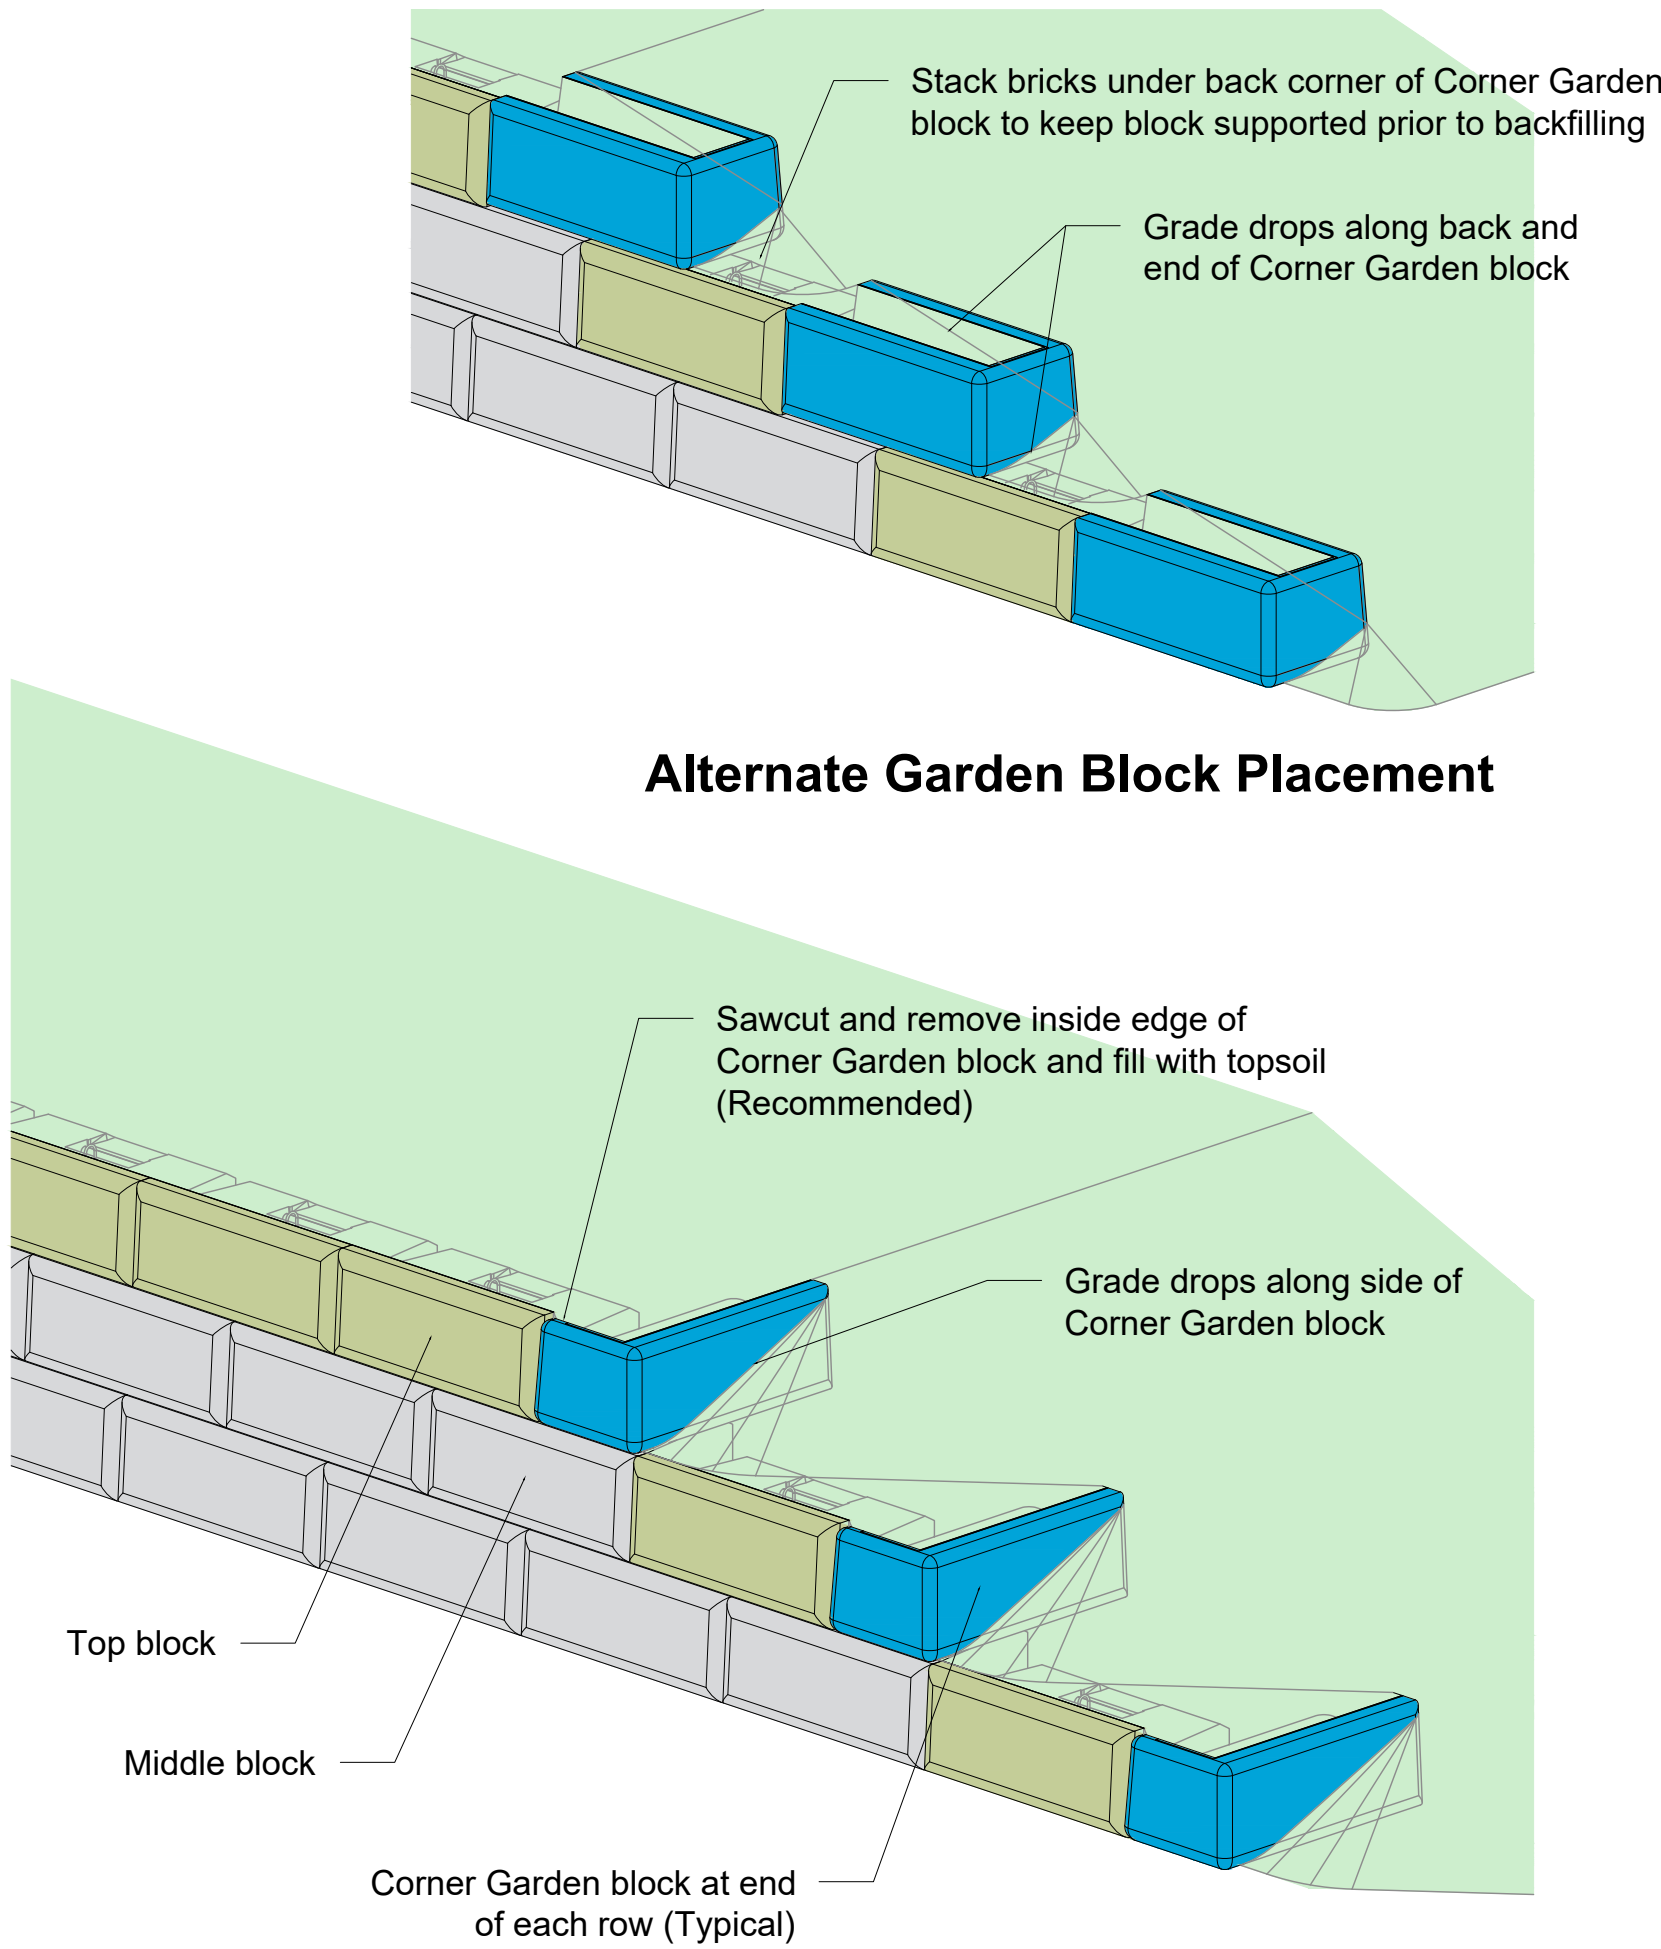 Stack bricks under back corner of Corner Garden
block to keep block supported prior to backfilling
Grade drops along back and
end of Corner Garden block
Alternate Garden Block Placement
Sawcut and remove inside edge of
Corner Garden block and fill with topsoil
(Recommended)
Grade drops along side of
Corner Garden block
Top block
Middle block
Corner Garden block at end
of each row (Typical)